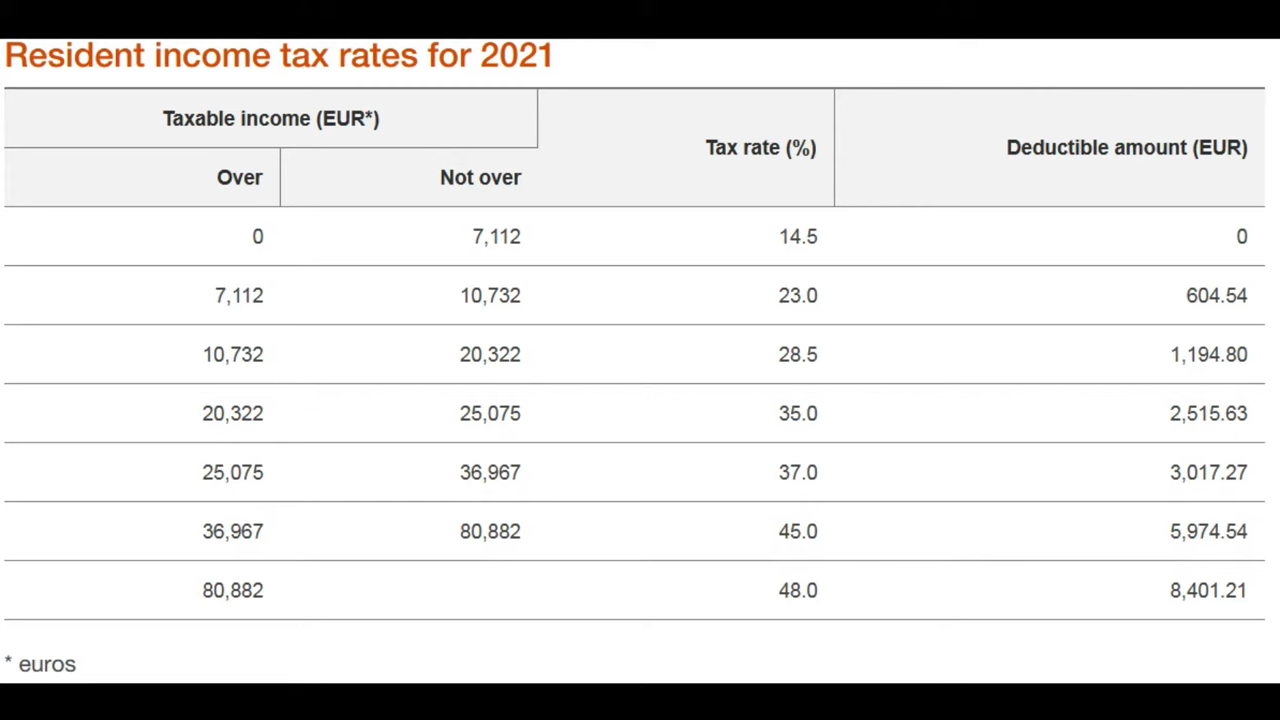 Resident income tax rates for 2021
Taxable income (EUR*)
Tax rate (%)
Deductible amount (EUR)
Over
Not over
0 7,112 14.5 0
7,112 10,732 23.0 604.54
10,732 20,322 28.5 1,194.80
20,322 25,075 35.0 2,515.63
25,075 36,967 37.0 3,017.27
36,967 80,882 45.0 5,974.54
80,882 48.0 8,401.21
* euros